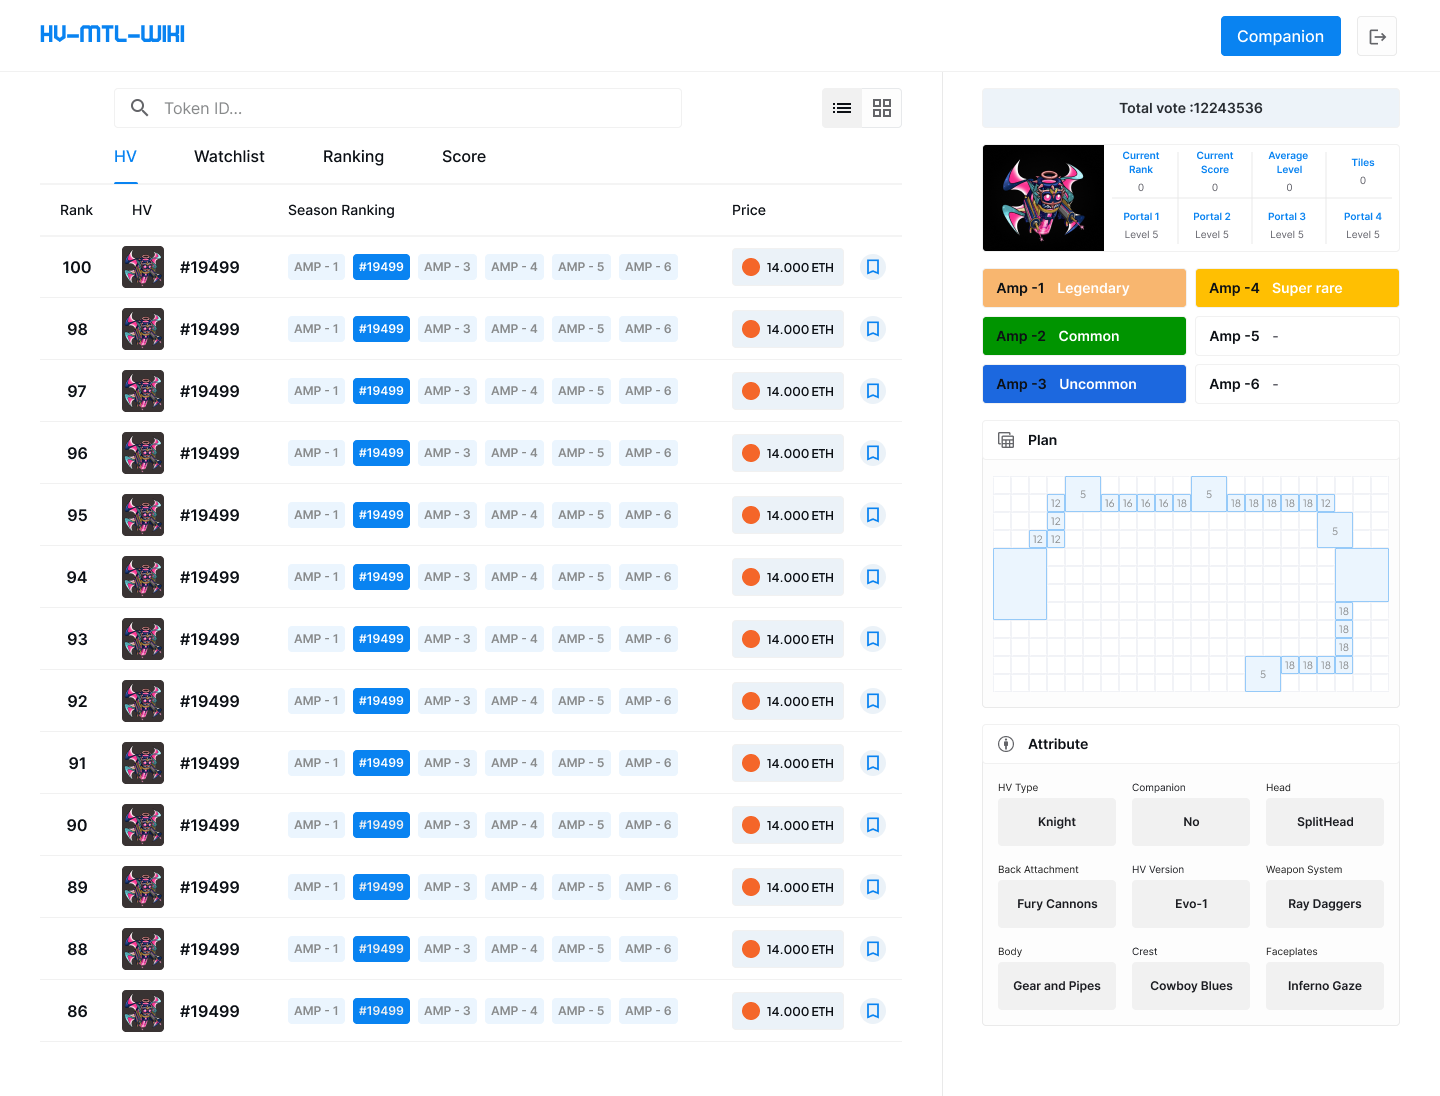 HV-MTL-WIKI
Companion
Token ID...
HV Watchlist Ranking Score
Rank HV Season Ranking Price
100 #19499 AMP - 1 #19499 AMP - 3 AMP - 4 AMP - 5 AMP - 6 14.000 ETH
98 #19499 AMP - 1 #19499 AMP - 3 AMP - 4 AMP - 5 AMP - 6 14.000 ETH
97 #19499 AMP - 1 #19499 AMP - 3 AMP - 4 AMP - 5 AMP - 6 14.000 ETH
96 #19499 AMP - 1 #19499 AMP - 3 AMP - 4 AMP - 5 AMP - 6 14.000 ETH
95 #19499 AMP - 1 #19499 AMP - 3 AMP - 4 AMP - 5 AMP - 6 14.000 ETH
94 #19499 AMP - 1 #19499 AMP - 3 AMP - 4 AMP - 5 AMP - 6 14.000 ETH
93 #19499 AMP - 1 #19499 AMP - 3 AMP - 4 AMP - 5 AMP - 6 14.000 ETH
92 #19499 AMP - 1 #19499 AMP - 3 AMP - 4 AMP - 5 AMP - 6 14.000 ETH
91 #19499 AMP - 1 #19499 AMP - 3 AMP - 4 AMP - 5 AMP - 6 14.000 ETH
90 #19499 AMP - 1 #19499 AMP - 3 AMP - 4 AMP - 5 AMP - 6 14.000 ETH
89 #19499 AMP - 1 #19499 AMP - 3 AMP - 4 AMP - 5 AMP - 6 14.000 ETH
88 #19499 AMP - 1 #19499 AMP - 3 AMP - 4 AMP - 5 AMP - 6 14.000 ETH
86 #19499 AMP - 1 #19499 AMP - 3 AMP - 4 AMP - 5 AMP - 6 14.000 ETH
Total vote :12243536
Current Current Average Tiles
Rank Score Level
0 0 0 0
Portal 1 Portal 2 Portal 3 Portal 4
Level 5 Level 5 Level 5 Level 5
Amp -1 Legendary Amp -4 Super rare
Amp -2 Common Amp -5 -
Amp -3 Uncommon Amp -6 -
Plan
5 5
12 16 16 16 16 18 18 18 18 18 18 12
12
5
12 12
18
18
18
18 18 18 18
5
Attribute
HV Type Companion Head
Knight No SplitHead
Back Attachment HV Version Weapon System
Fury Cannons Evo-1 Ray Daggers
Body Crest Faceplates
Gear and Pipes Cowboy Blues Inferno Gaze